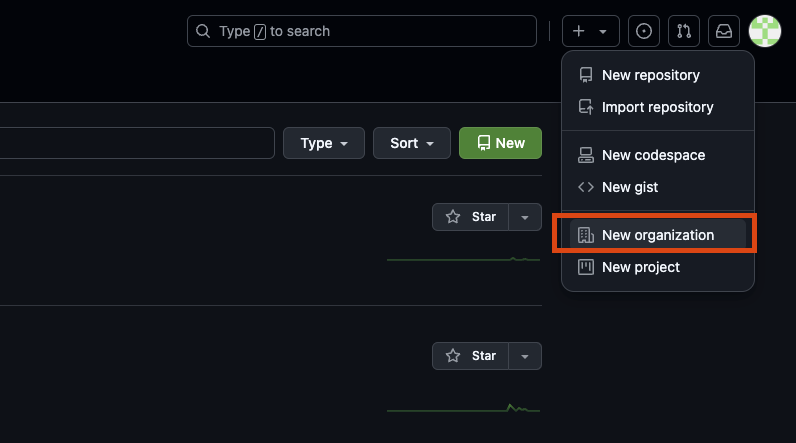 Type / to search
New repository
Import repository
New codespace
New gist
New organization
New project
Type
Sort
New
Star
Star